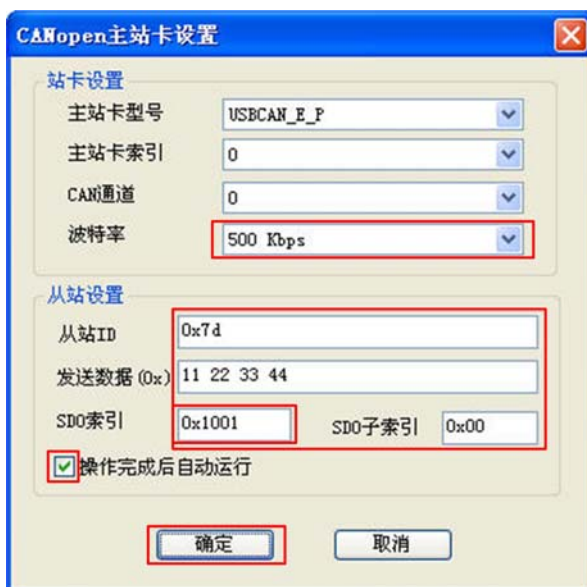 CANopen主站卡设置
站卡设置
主站卡型号 USBCAN_E_P
主站卡索引 0
CAN通道 0
波特率 500 Kbps
从站设置
从站ID 0x7d
发送数据(0x) 11 22 33 44
SDO索引 0x1001 SDO子索引 0x00
操作完成后自动运行
确定 取消